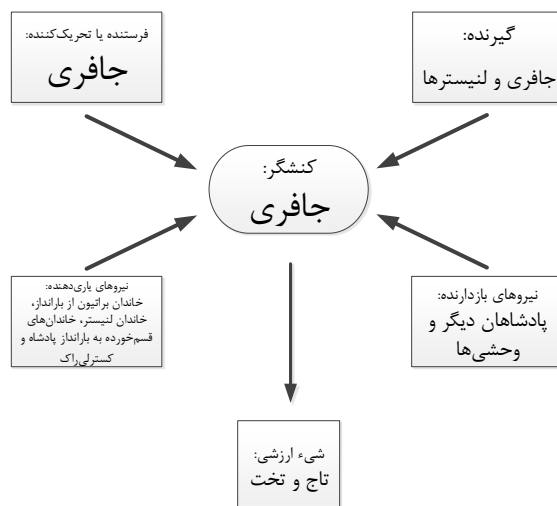 گیرنده:
جافری و لنیسترها
فرستنده یا تحریک‌کننده:
جافری
کنشگر:
جافری
نیروهای بازدارنده:
پادشاهان دیگر و
وحشی‌ها
نیروهای یاری‌دهنده:
خاندان براتیون از بارانداز،
خاندان لنیستر، خاندان‌های
قسم‌خورده به بارانداز پادشاه و
کسترلی‌راک
شیء ارزشی:
تاج و تخت